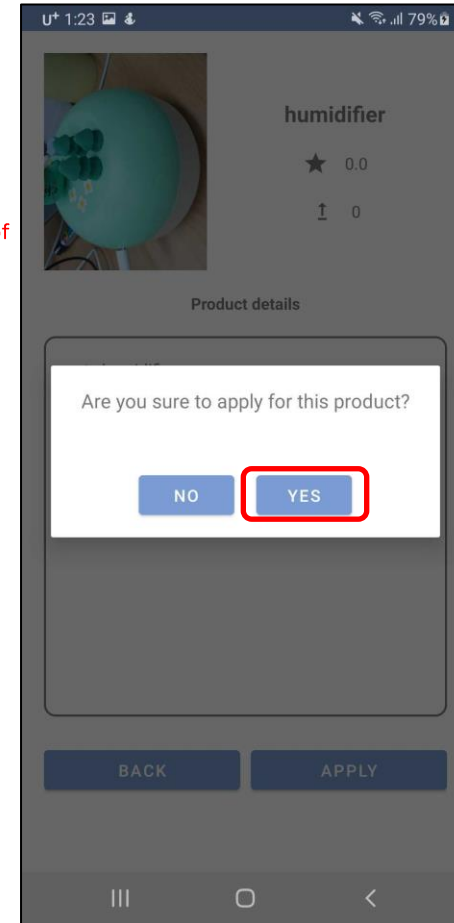 U+ 1:23 79%
humidifier
0.0
0
of
Product details
Are you sure to apply for this product?
NO YES
BACK APPLY